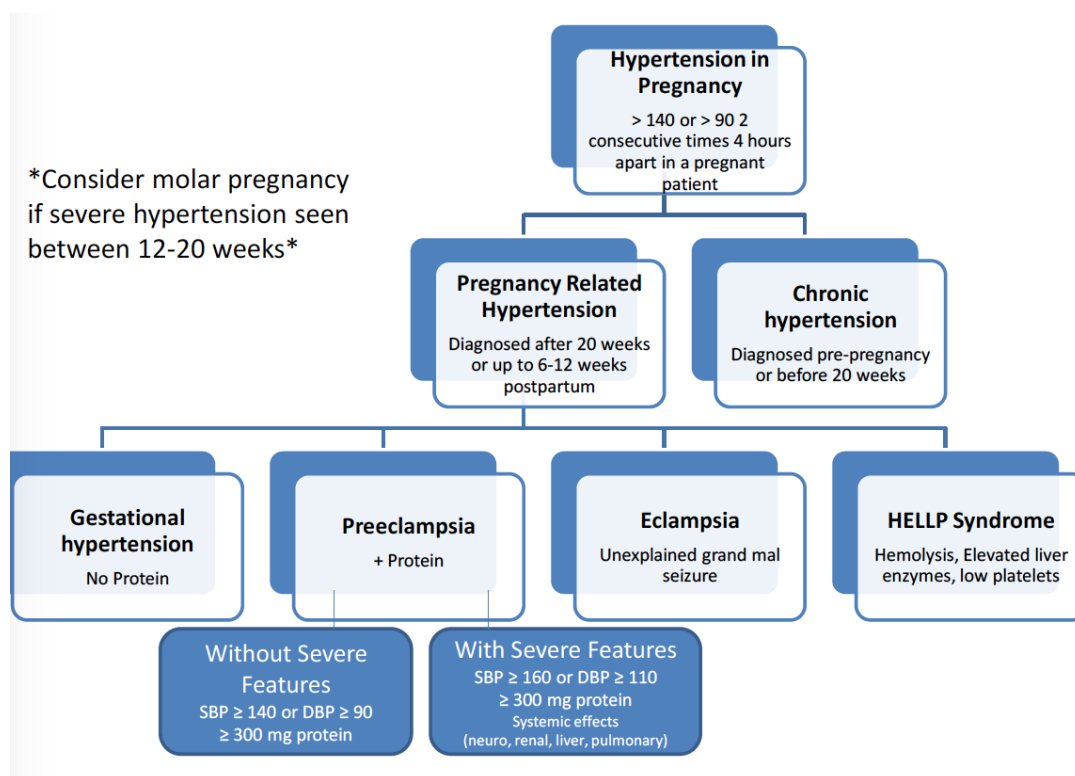 Hypertension in
Pregnancy
> 140 or > 90 2
consecutive times 4 hours
apart in a pregnant
patient
*Consider molar pregnancy
if severe hypertension seen
between 12-20 weeks*
Pregnancy Related
Hypertension
Diagnosed after 20 weeks
or up to 6-12 weeks
postpartum
Chronic
hypertension
Diagnosed pre-pregnancy
or before 20 weeks
Gestational
hypertension
No Protein
Preeclampsia
+ Protein
Eclampsia
Unexplained grand mal
seizure
HELLP Syndrome
Hemolysis, Elevated liver
enzymes, low platelets
Without Severe
Features
SBP ≥ 140 or DBP ≥ 90
≥ 300 mg protein
With Severe Features
SBP ≥ 160 or DBP ≥ 110
≥ 300 mg protein
Systemic effects
(neuro, renal, liver, pulmonary)